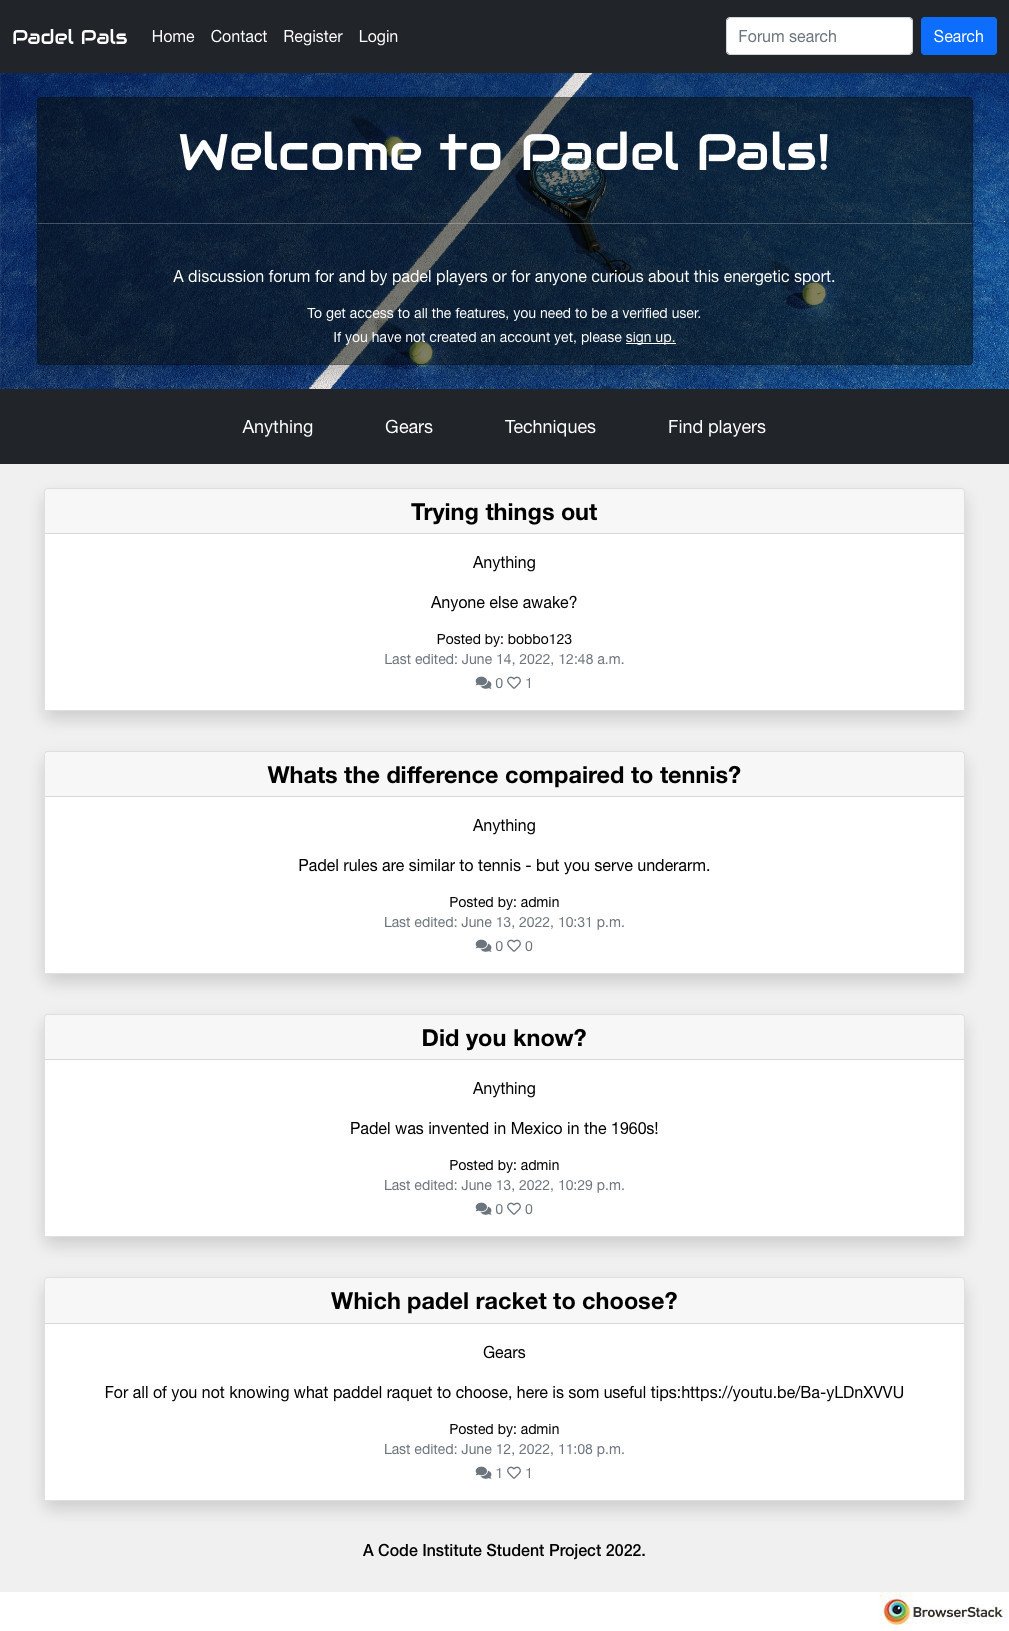 Padel Pals Home Contact Register Login Forum search Search
Welcome to Padel Pals!
A discussion forum for and by padel players or for anyone curious about this energetic sport.
To get access to all the features, you need to be a verified user.
If you have not created an account yet, please sign up.
Anything Gears Techniques Find players
Trying things out
Anything
Anyone else awake?
Posted by: bobbo123
Last edited: June 14, 2022, 12:48 a.m.
0 1
Whats the difference compaired to tennis?
Anything
Padel rules are similar to tennis - but you serve underarm.
Posted by: admin
Last edited: June 13, 2022, 10:31 p.m.
0 0
Did you know?
Anything
Padel was invented in Mexico in the 1960s!
Posted by: admin
Last edited: June 13, 2022, 10:29 p.m.
0 0
Which padel racket to choose?
Gears
For all of you not knowing what paddel raquet to choose, here is som useful tips:https://youtu.be/Ba-yLDnXVVU
Posted by: admin
Last edited: June 12, 2022, 11:08 p.m.
1 1
A Code Institute Student Project 2022.
BrowserStack